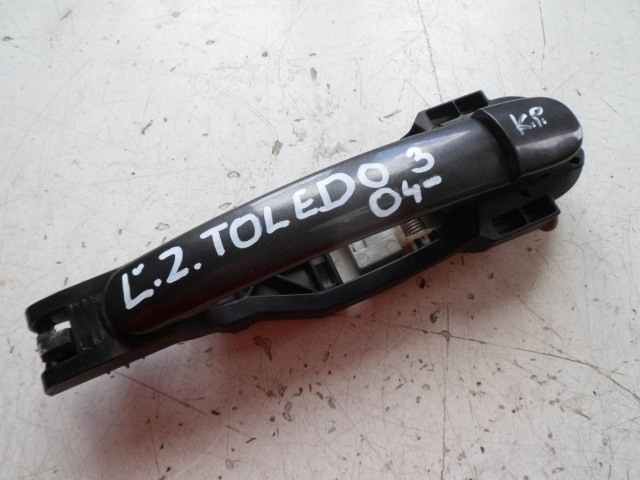 Ľ.Z. TOLEDO 3
04-
K.P.